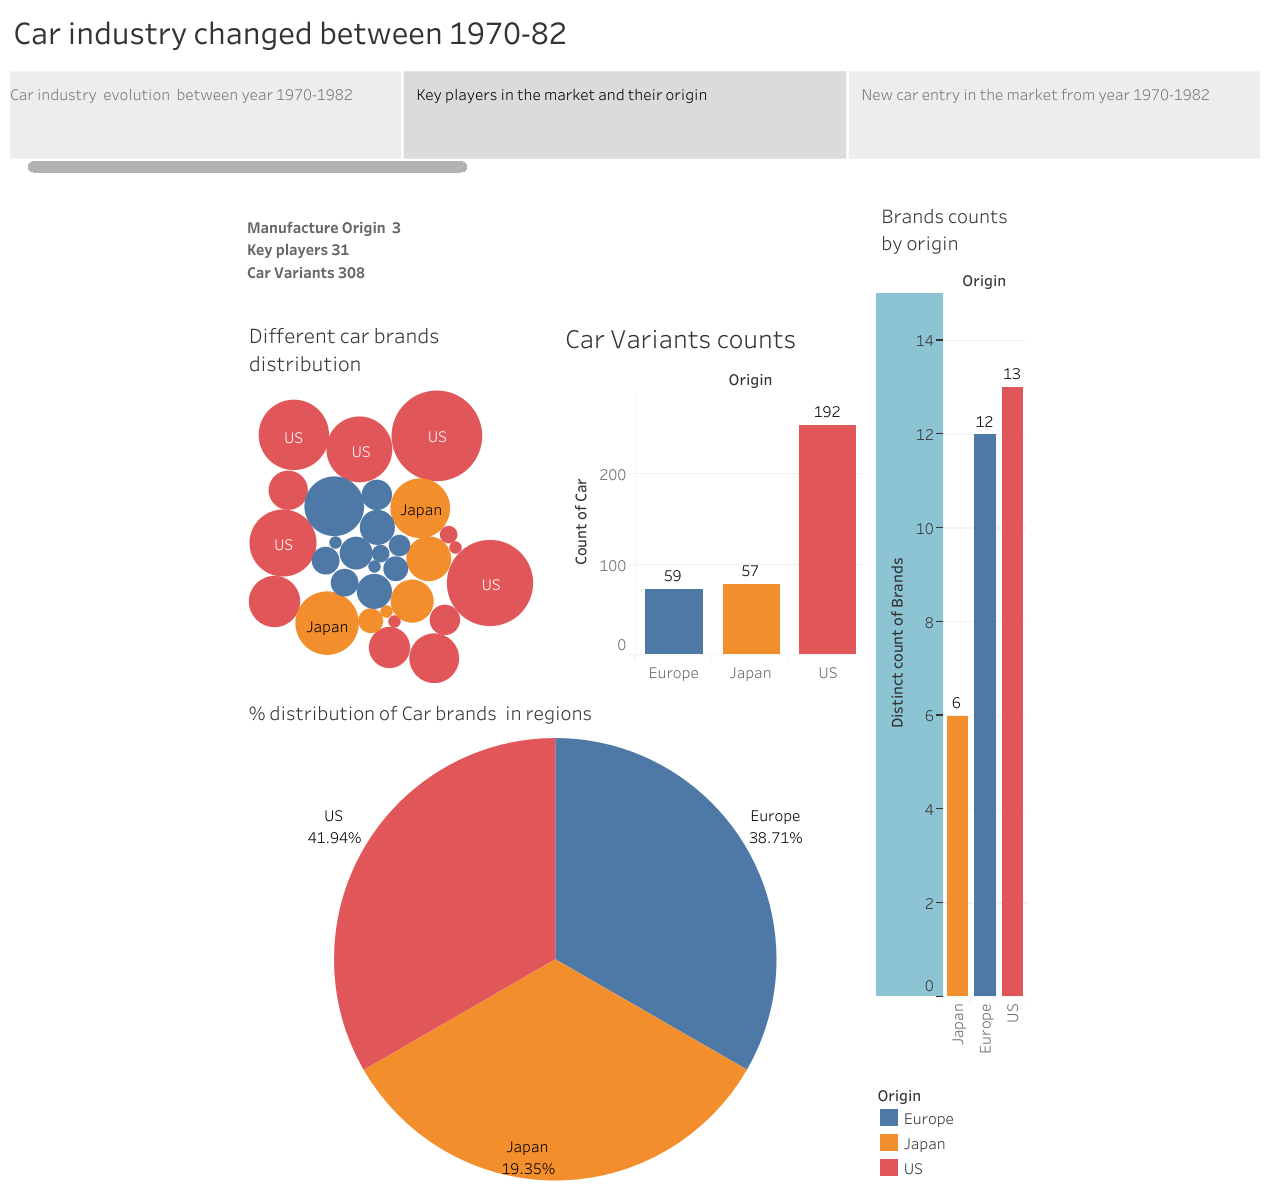 Car industry changed between 1970-82
Car industry  evolution  between year 1970-1982
Key players in the market and their origin
New car entry in the market from year 1970-1982
Manufacture Origin  3
Key players 31
Car Variants 308
Different car brands
distribution
US
US
US
Japan
US
US
Japan
Car Variants counts
Origin
Count of Car
200
100
0
59
57
192
Europe
Japan
US
Brands counts
by origin
Origin
Distinct count of Brands
14
12
10
8
6
4
2
0
6
12
13
Japan
Europe
US
% distribution of Car brands  in regions
US
41.94%
Europe
38.71%
Japan
19.35%
Origin
Europe
Japan
US